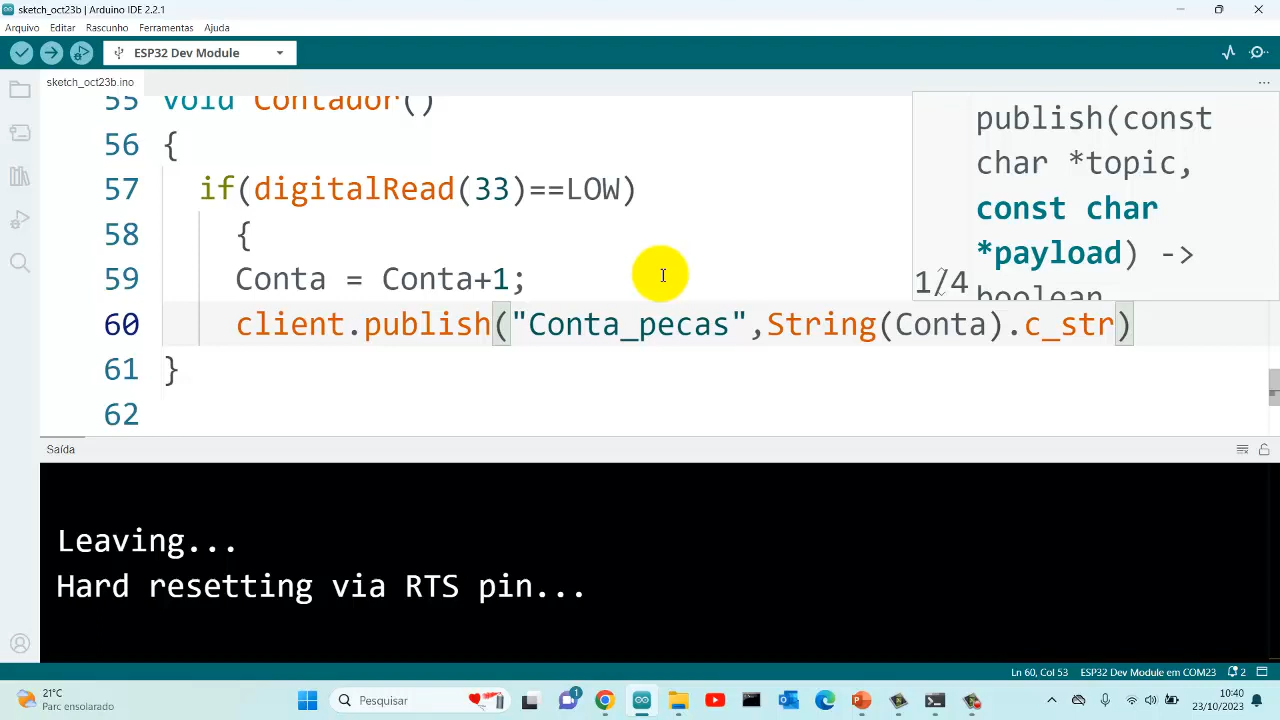 sketch_oct23b | Arduino IDE 2.2.1
Arquivo Editar Rascunho Ferramentas Ajuda
ESP32 Dev Module
sketch_oct23b.ino
55 void Contador()
56 {
57 if(digitalRead(33)==LOW)
58 {
59 Conta = Conta+1;
60 client.publish("Conta_pecas",String(Conta).c_str)
61 }
62
publish(const
char *topic,
const char
*payload) ->
boolean
1/4
Saída
Leaving...
Hard resetting via RTS pin...
Ln 60, Col 53 ESP32 Dev Module em COM23 2
21°C
Parc ensolarado
Pesquisar
1
10:40
23/10/2023